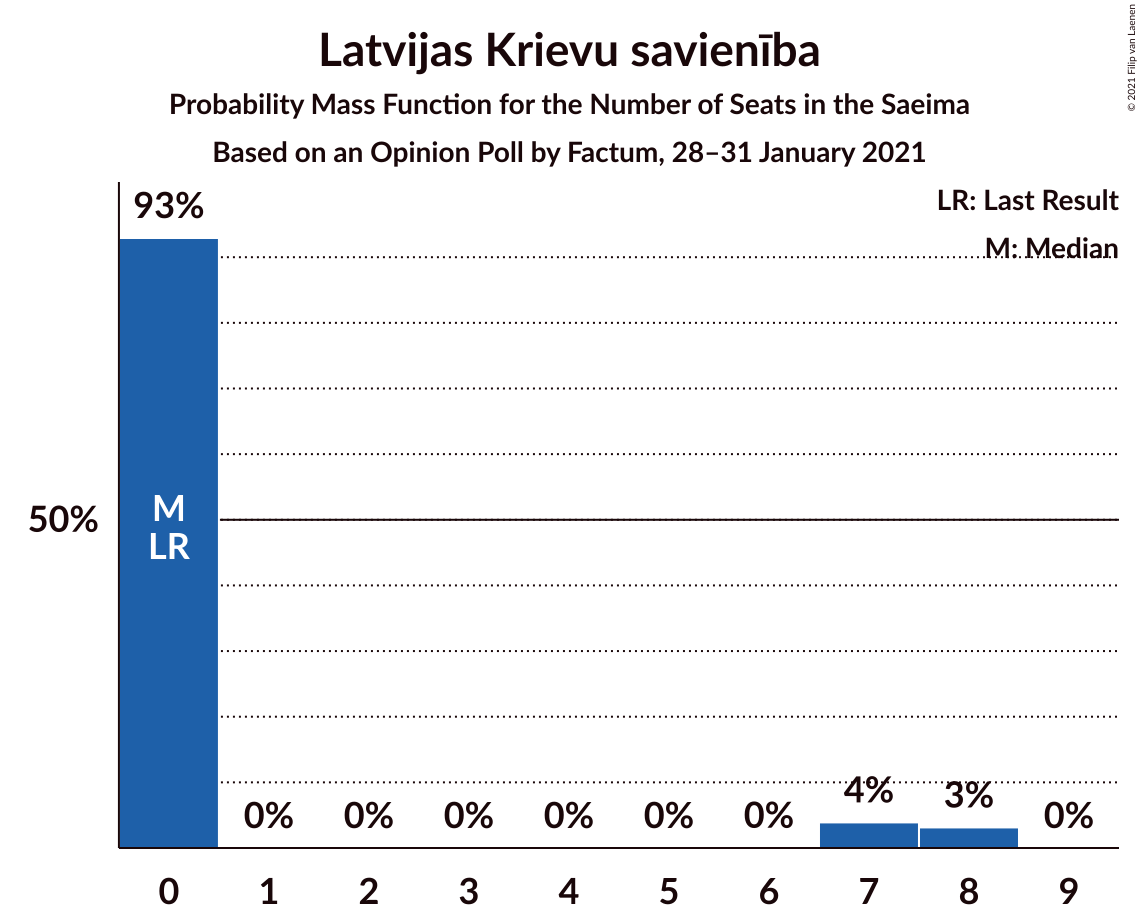 Latvijas Krievu savienība
Probability Mass Function for the Number of Seats in the Saeima
Based on an Opinion Poll by Factum, 28–31 January 2021
© 2021 Filip van Laenen
LR: Last Result
M: Median
93%
50%
M
LR
0% 0% 0% 0% 0% 0% 4% 3% 0%
0 1 2 3 4 5 6 7 8 9